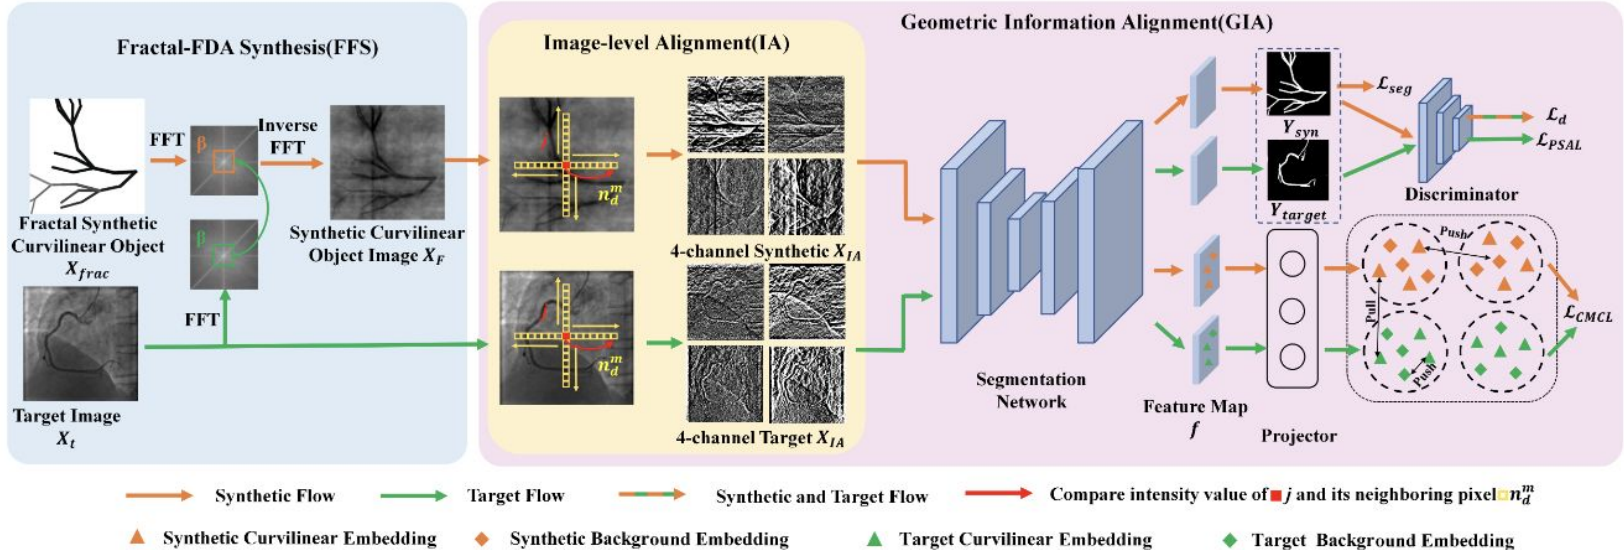 Fractal-FDA Synthesis(FFS)
Geometric Information Alignment(GIA)
Image-level Alignment(IA)
FFT
β
Inverse
FFT
Fractal Synthetic
Curvilinear Object
X_frac
β
Synthetic Curvilinear
Object Image X_F
FFT
Target Image
X_t
j
n_d^m
4-channel Synthetic X_IA
j
n_d^m
4-channel Target X_IA
Segmentation
Network
Y_syn
Y_target
ℒ_seg
ℒ_d
ℒ_PSAL
Discriminator
Feature Map
f
Projector
Push
Pull
Push
ℒ_CMCL
Synthetic Flow
Target Flow
Synthetic and Target Flow
Compare intensity value of j and its neighboring pixel n_d^m
Synthetic Curvilinear Embedding
Synthetic Background Embedding
Target Curvilinear Embedding
Target Background Embedding